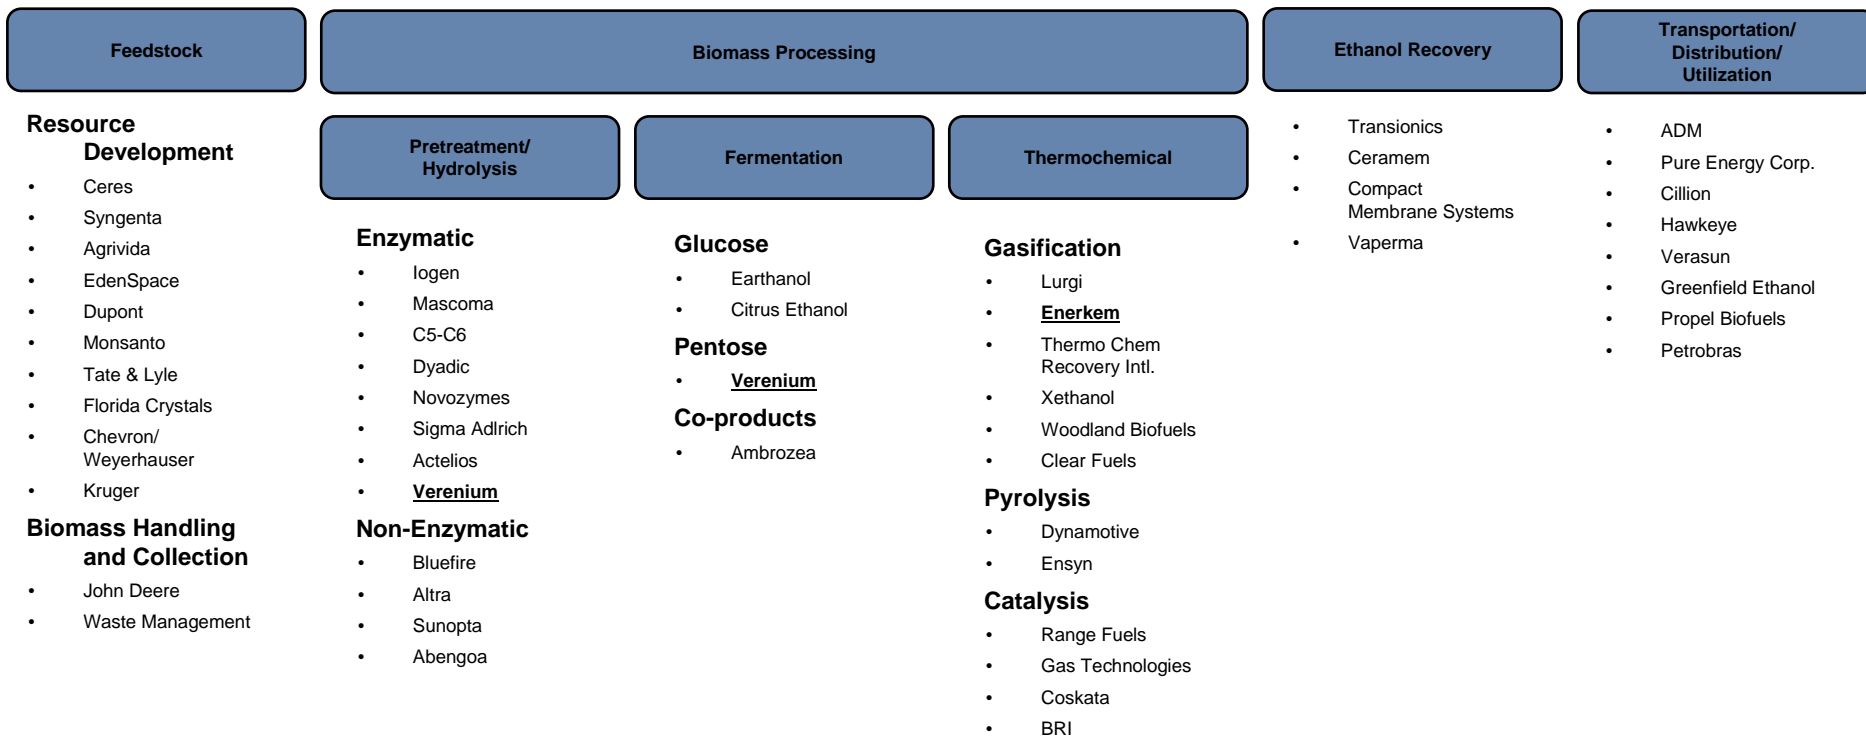 Feedstock
Biomass Processing
Ethanol Recovery
Transportation/
Distribution/
Utilization
Resource
Development
• Ceres
• Syngenta
• Agrivida
• EdenSpace
• Dupont
• Monsanto
• Tate & Lyle
• Florida Crystals
• Chevron/
Weyerhauser
• Kruger
Biomass Handling
and Collection
• John Deere
• Waste Management
Pretreatment/
Hydrolysis
Enzymatic
• Iogen
• Mascoma
• C5-C6
• Dyadic
• Novozymes
• Sigma Adlrich
• Actelios
• Verenium
Non-Enzymatic
• Bluefire
• Altra
• Sunopta
• Abengoa
Fermentation
Glucose
• Earthanol
• Citrus Ethanol
Pentose
• Verenium
Co-products
• Ambrozea
Thermochemical
Gasification
• Lurgi
• Enerkem
• Thermo Chem
Recovery Intl.
• Xethanol
• Woodland Biofuels
• Clear Fuels
Pyrolysis
• Dynamotive
• Ensyn
Catalysis
• Range Fuels
• Gas Technologies
• Coskata
• BRI
• Transionics
• Ceramem
• Compact
Membrane Systems
• Vaperma
• ADM
• Pure Energy Corp.
• Cillion
• Hawkeye
• Verasun
• Greenfield Ethanol
• Propel Biofuels
• Petrobras